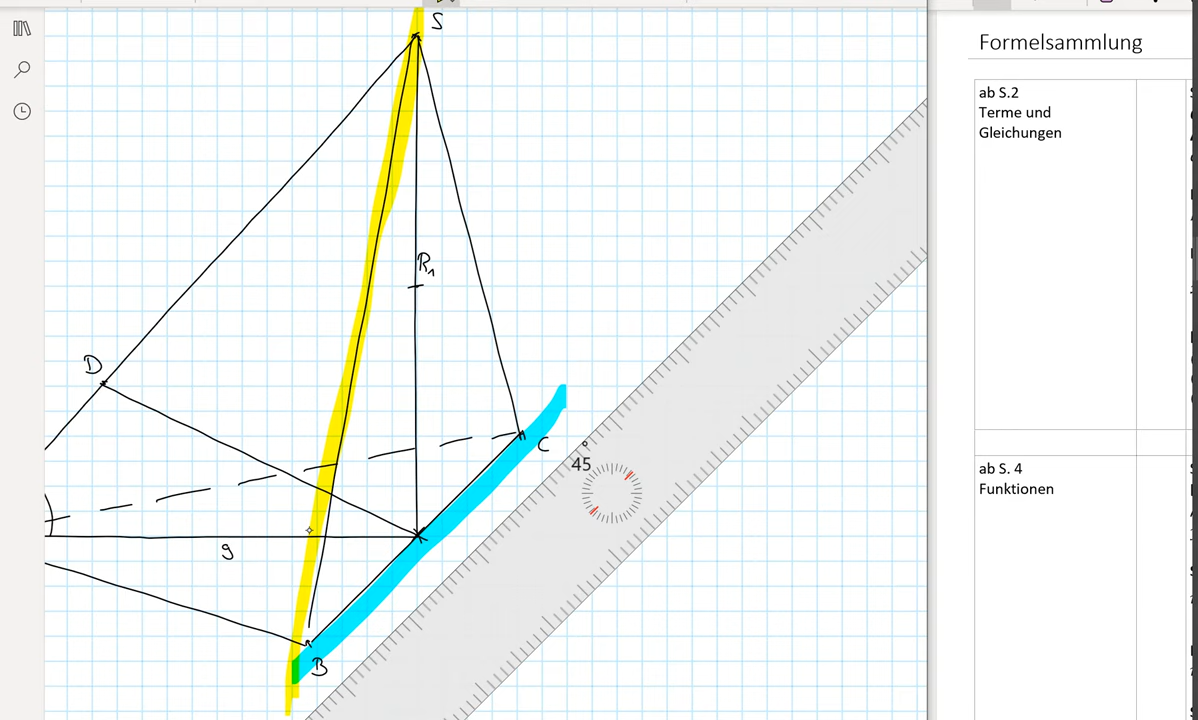 S
R₁
D
C
45°
g
B
Formelsammlung
ab S.2
Terme und
Gleichungen
ab S. 4
Funktionen